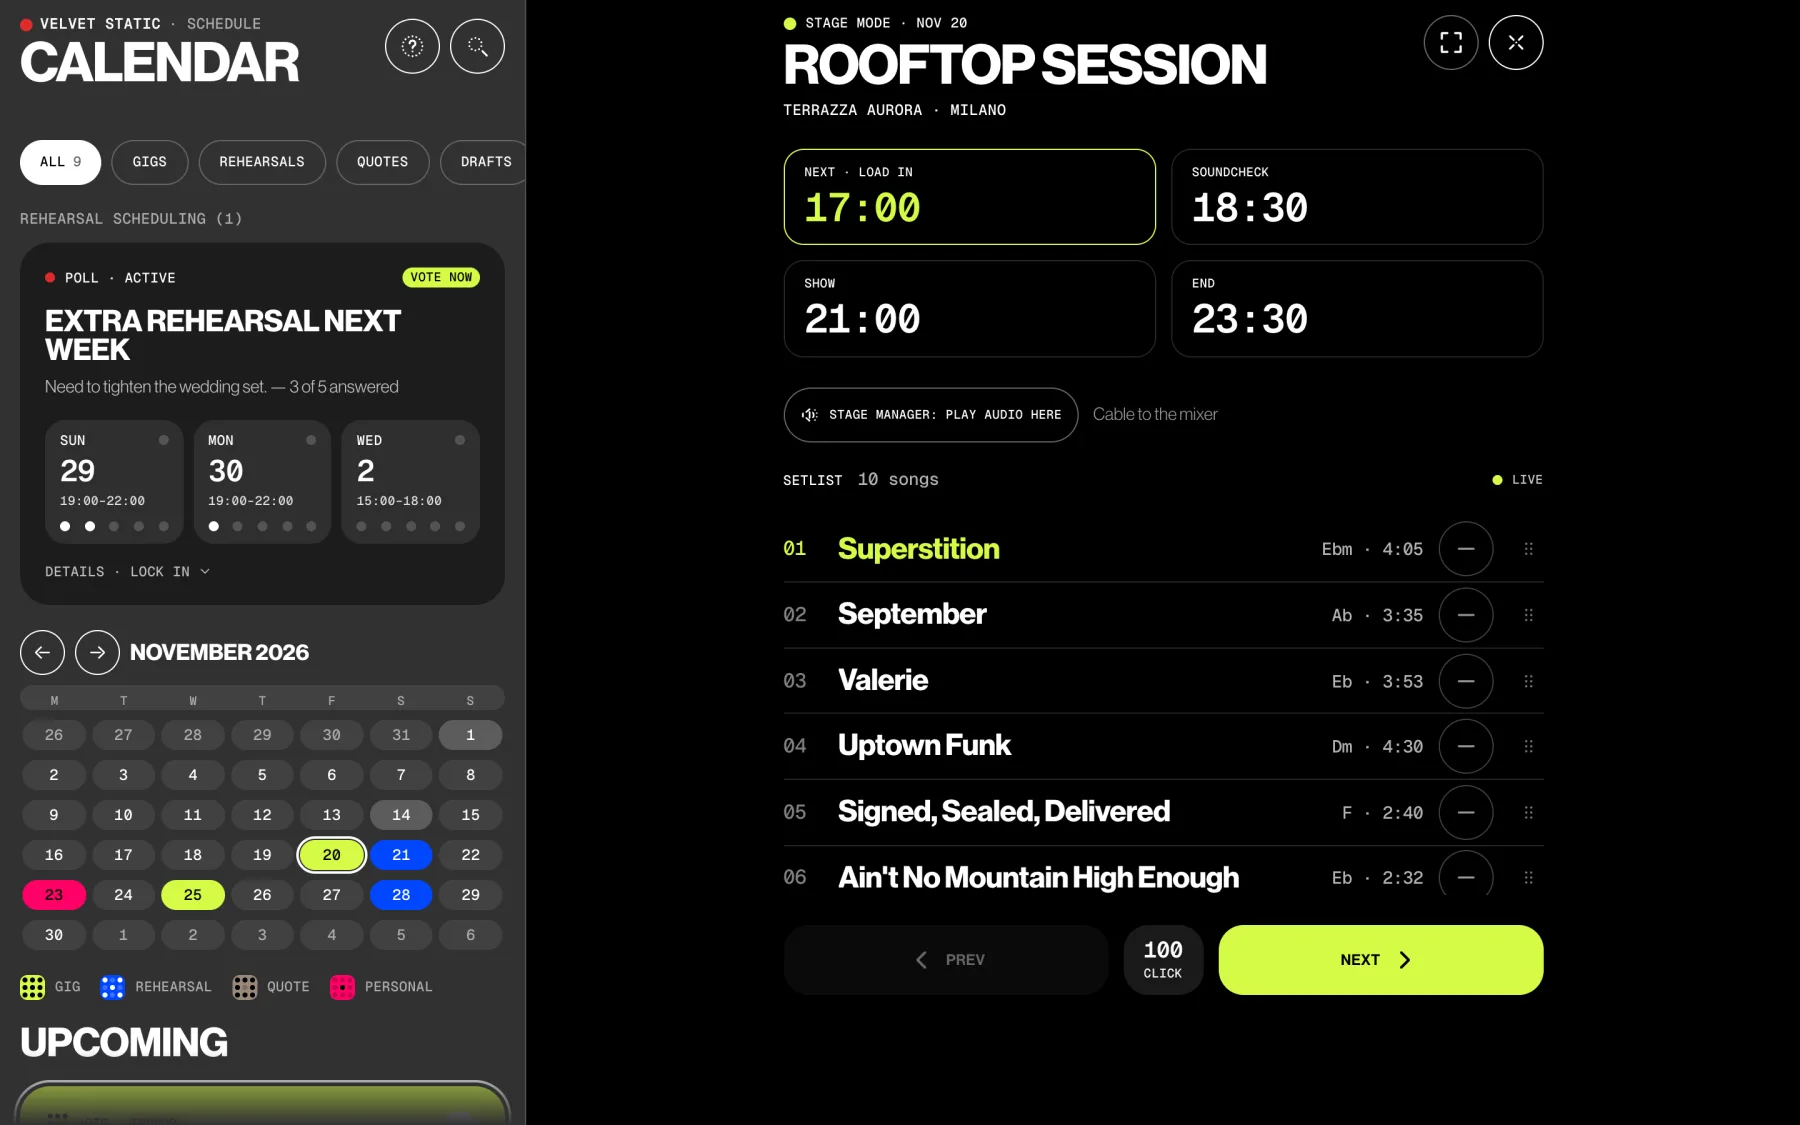 VELVET STATIC · SCHEDULE
CALENDAR
ALL 9
GIGS
REHEARSALS
QUOTES
DRAFTS
REHEARSAL SCHEDULING (1)
POLL · ACTIVE
VOTE NOW
EXTRA REHEARSAL NEXT
WEEK
Need to tighten the wedding set. — 3 of 5 answered
SUN
29
19:00–22:00
MON
30
19:00–22:00
WED
2
15:00–18:00
DETAILS · LOCK IN
NOVEMBER 2026
M T W T F S S
26 27 28 29 30 31 1
2 3 4 5 6 7 8
9 10 11 12 13 14 15
16 17 18 19 20 21 22
23 24 25 26 27 28 29
30 1 2 3 4 5 6
GIG
REHEARSAL
QUOTE
PERSONAL
UPCOMING
STAGE MODE · NOV 20
ROOFTOP SESSION
TERRAZZA AURORA · MILANO
NEXT · LOAD IN
17:00
SOUNDCHECK
18:30
SHOW
21:00
END
23:30
STAGE MANAGER: PLAY AUDIO HERE
Cable to the mixer
SETLIST 10 songs
LIVE
01 Superstition Ebm · 4:05
02 September Ab · 3:35
03 Valerie Eb · 3:53
04 Uptown Funk Dm · 4:30
05 Signed, Sealed, Delivered F · 2:40
06 Ain't No Mountain High Enough Eb · 2:32
PREV
100
CLICK
NEXT